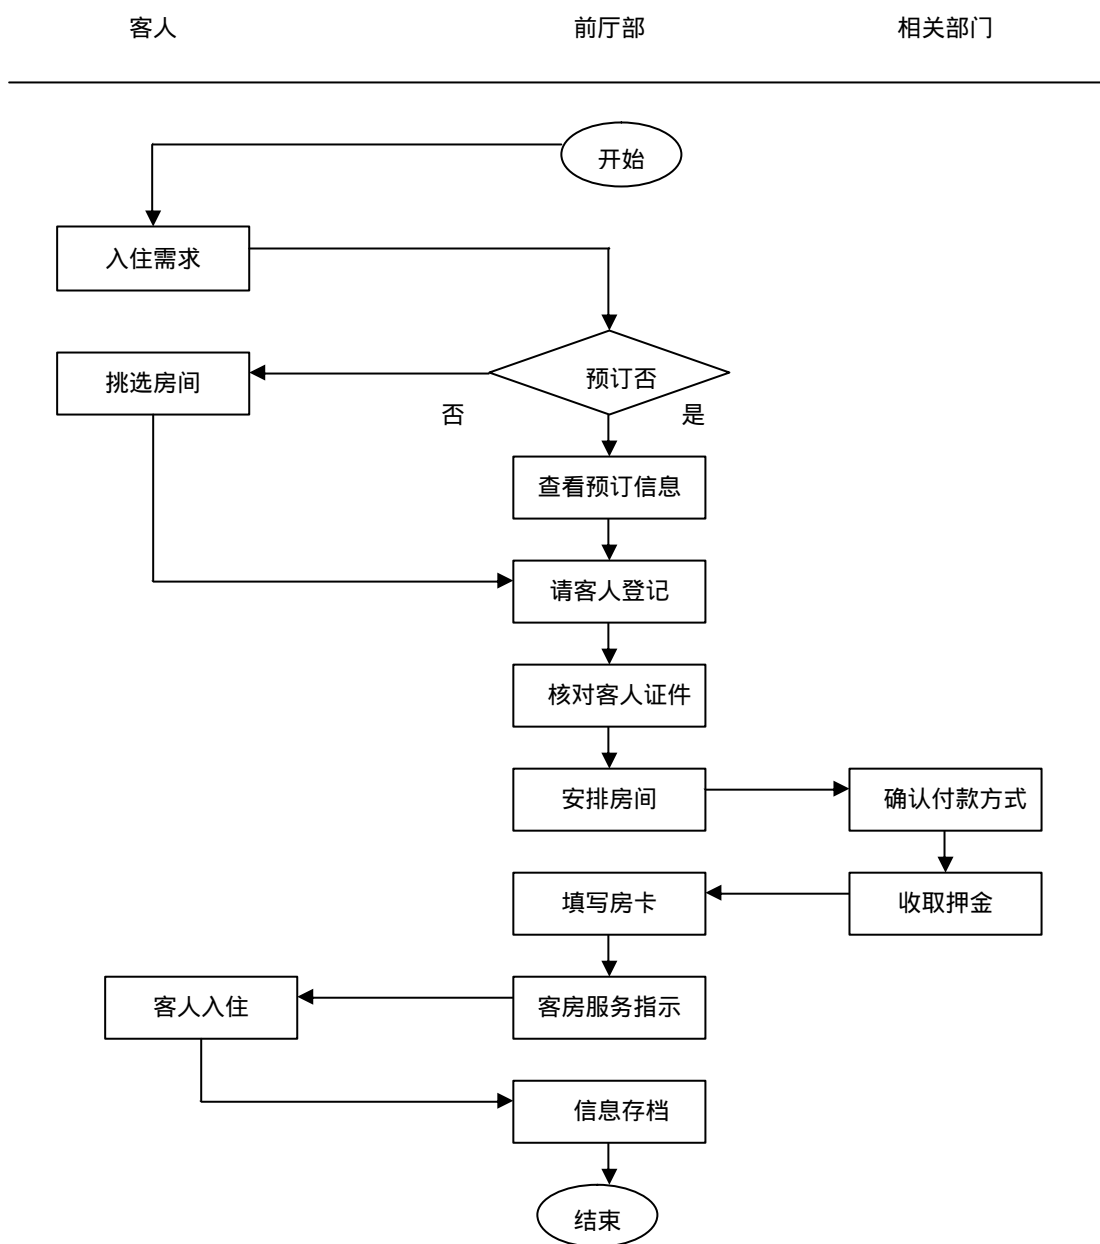 客人 前厅部 相关部门
开始
入住需求
挑选房间 预订否
否 是
查看预订信息
请客人登记
核对客人证件
安排房间 确认付款方式
填写房卡 收取押金
客人入住 客房服务指示
信息存档
结束